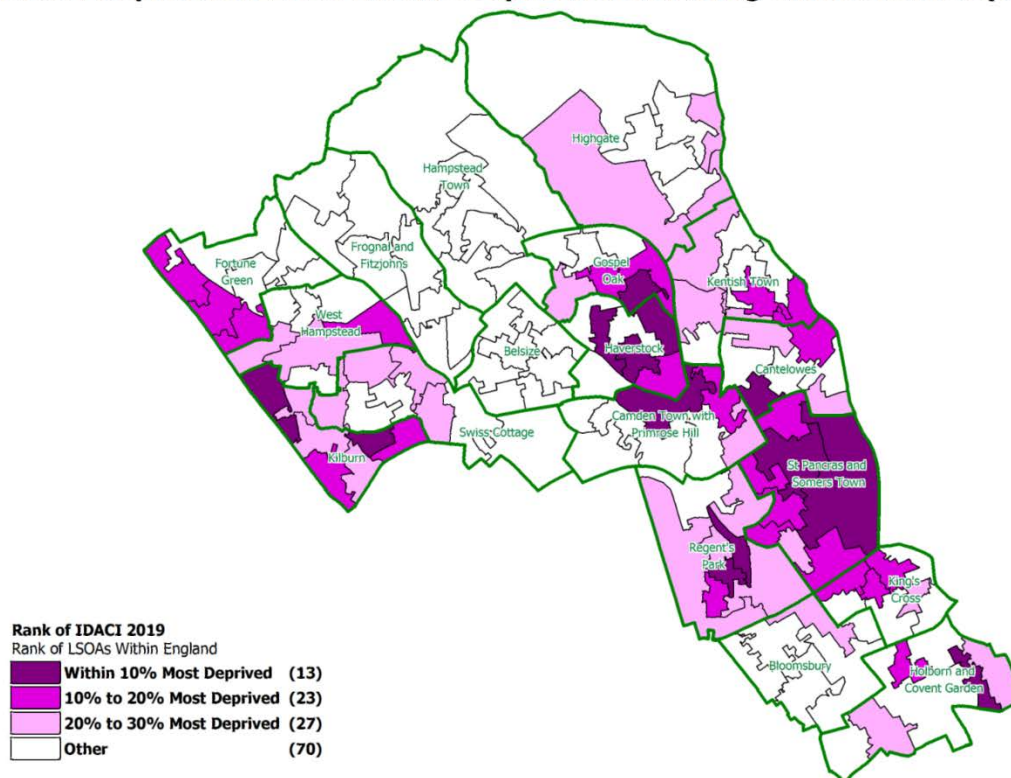 Highgate
Hampstead
Town
Frognal and
Fitzjohns
Fortune
Green
Gospel
Oak
Kentish Town
West
Hampstead
Belsize
Haverstock
Cantelowes
Camden Town with
Primrose Hill
Swiss Cottage
Kilburn
St Pancras and
Somers Town
Regent's
Park
King's
Cross
Bloomsbury
Holborn and
Covent Garden
Rank of IDACI 2019
Rank of LSOAs Within England
Within 10% Most Deprived (13)
10% to 20% Most Deprived (23)
20% to 30% Most Deprived (27)
Other (70)